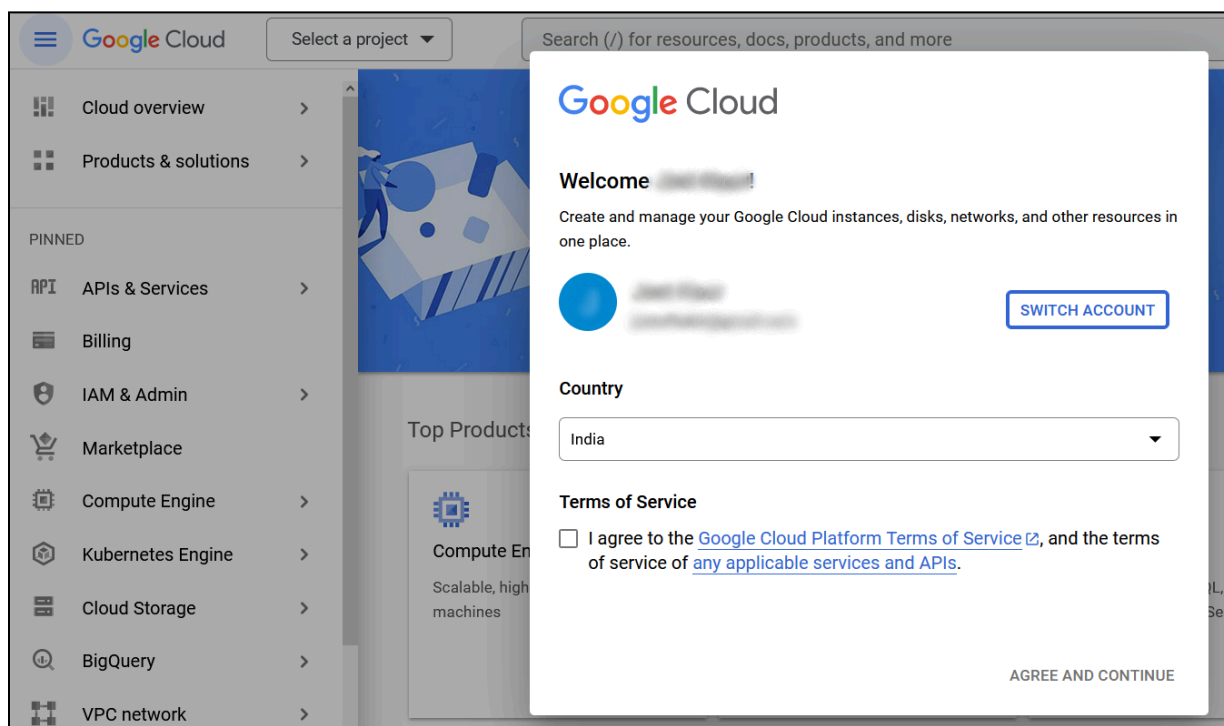 Google Cloud
Select a project
Search (/) for resources, docs, products, and more
Cloud overview
Products & solutions
PINNED
API
APIs & Services
Billing
IAM & Admin
Marketplace
Compute Engine
Kubernetes Engine
Cloud Storage
BigQuery
VPC network
Top Products
Compute En
Scalable, high
machines
Google Cloud
Welcome !
Create and manage your Google Cloud instances, disks, networks, and other resources in
one place.
SWITCH ACCOUNT
Country
India
Terms of Service
I agree to the Google Cloud Platform Terms of Service, and the terms
of service of any applicable services and APIs.
AGREE AND CONTINUE
QL,
Se